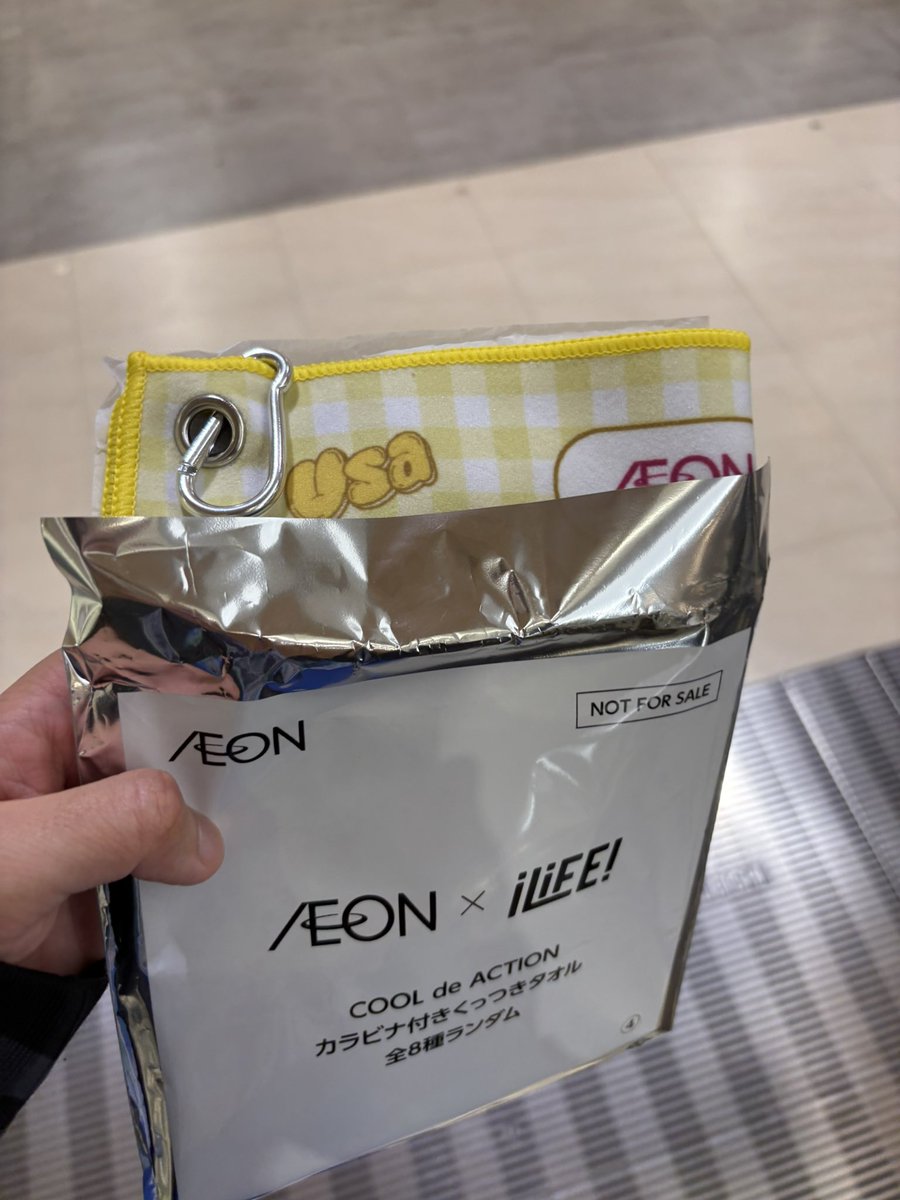 usa
ÆON
NOT FOR SALE
ÆON
ÆON × iLiFE!
COOL de ACTION
カラビナ付きくっつきタオル
全8種ランダム
④